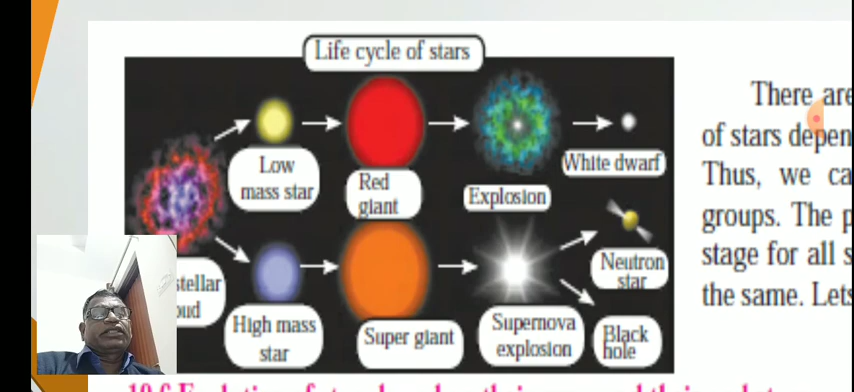 Life cycle of stars
Low
mass star
Red
giant
Explosion
White dwarf
stellar
oud
High mass
star
Super giant
Supernova
explosion
Neutron
star
Black
hole
There are
of stars depen
Thus, we ca
groups. The p
stage for all s
the same. Lets